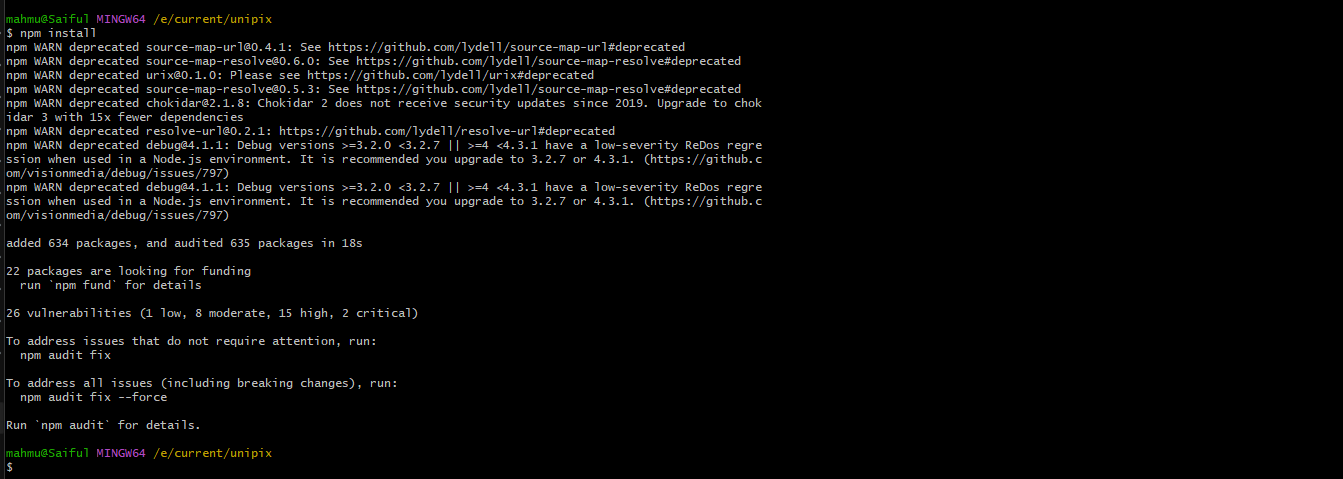 mahmu@Saiful MINGW64 /e/current/unipix
$ npm install
npm WARN deprecated source-map-url@0.4.1: See https://github.com/lydell/source-map-url#deprecated
npm WARN deprecated source-map-resolve@0.6.0: See https://github.com/lydell/source-map-resolve#deprecated
npm WARN deprecated urix@0.1.0: Please see https://github.com/lydell/urix#deprecated
npm WARN deprecated source-map-resolve@0.5.3: See https://github.com/lydell/source-map-resolve#deprecated
npm WARN deprecated chokidar@2.1.8: Chokidar 2 does not receive security updates since 2019. Upgrade to chok
idar 3 with 15x fewer dependencies
npm WARN deprecated resolve-url@0.2.1: https://github.com/lydell/resolve-url#deprecated
npm WARN deprecated debug@4.1.1: Debug versions >=3.2.0 <3.2.7 || >=4 <4.3.1 have a low-severity ReDos regre
ssion when used in a Node.js environment. It is recommended you upgrade to 3.2.7 or 4.3.1. (https://github.c
om/visionmedia/debug/issues/797)
npm WARN deprecated debug@4.1.1: Debug versions >=3.2.0 <3.2.7 || >=4 <4.3.1 have a low-severity ReDos regre
ssion when used in a Node.js environment. It is recommended you upgrade to 3.2.7 or 4.3.1. (https://github.c
om/visionmedia/debug/issues/797)
added 634 packages, and audited 635 packages in 18s
22 packages are looking for funding
run `npm fund` for details
26 vulnerabilities (1 low, 8 moderate, 15 high, 2 critical)
To address issues that do not require attention, run:
npm audit fix
To address all issues (including breaking changes), run:
npm audit fix --force
Run `npm audit` for details.
mahmu@Saiful MINGW64 /e/current/unipix
$